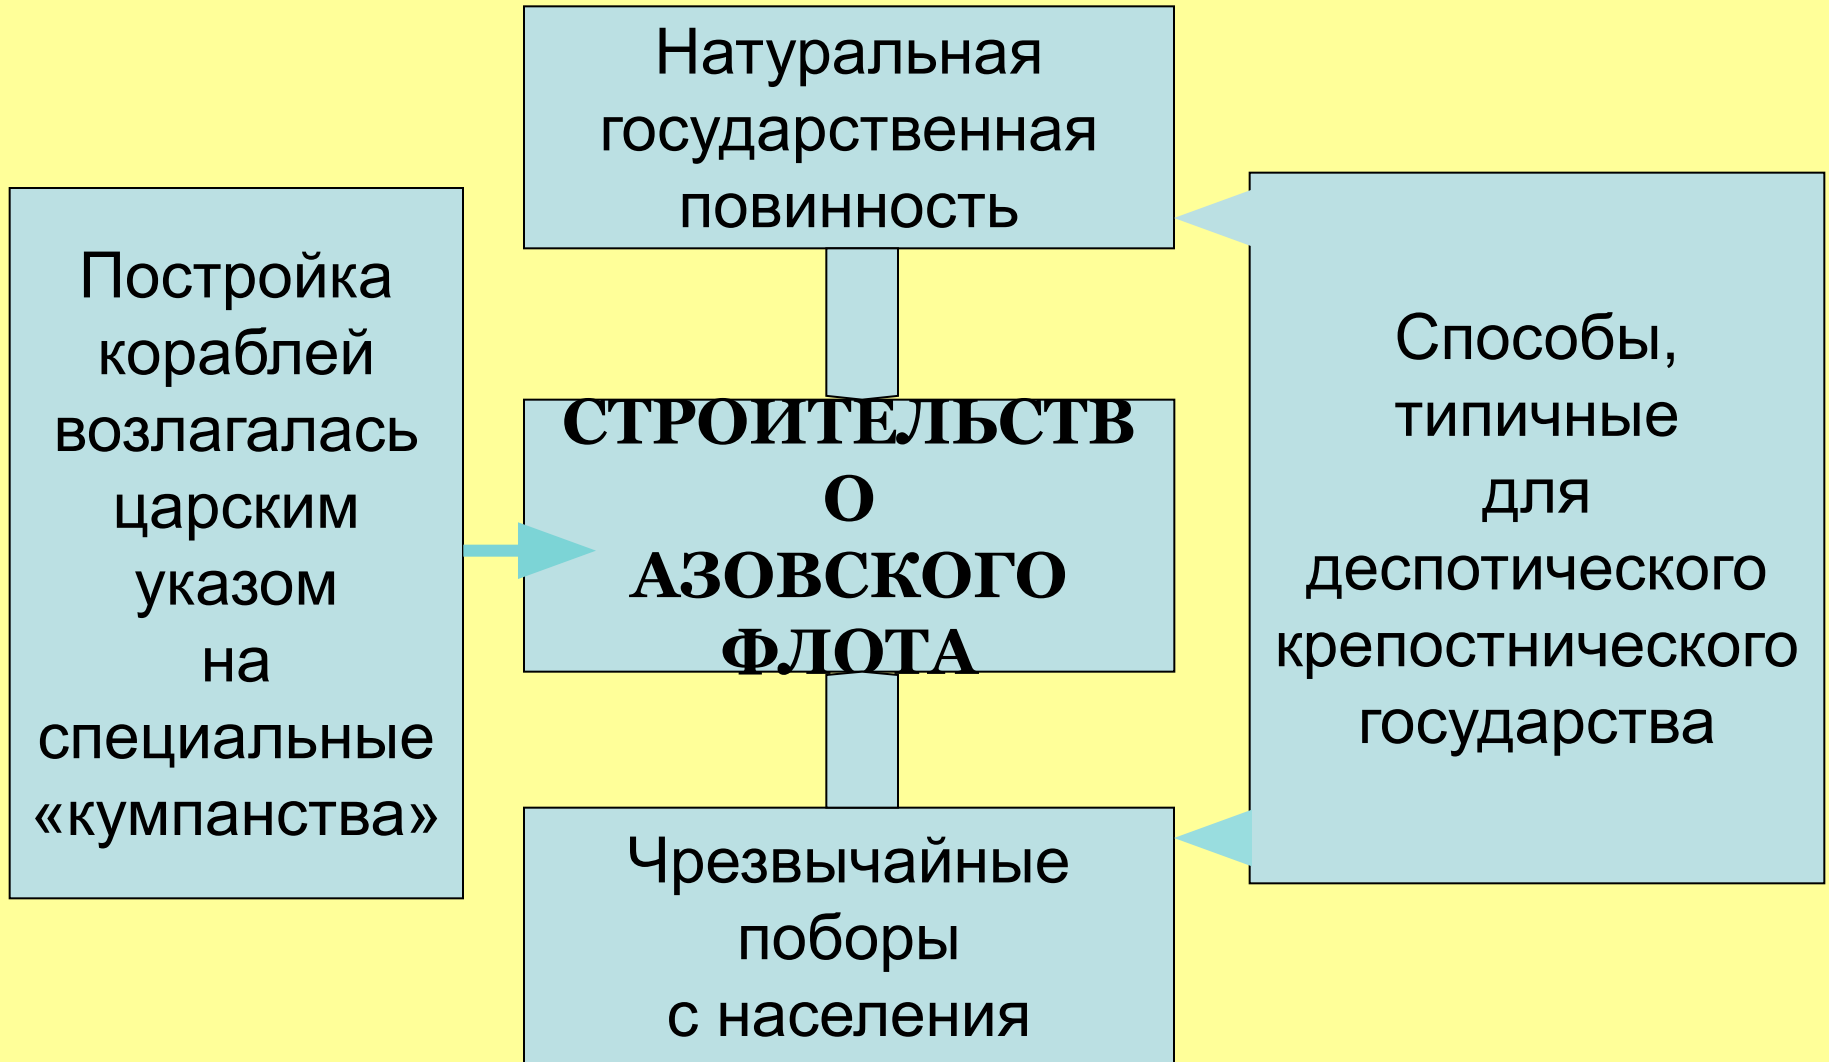 Натуральная
государственная
повинность
Постройка
кораблей
возлагалась
царским
указом
на
специальные
«кумпанства»
СТРОИТЕЛЬСТВ
О
АЗОВСКОГО
ФЛОТА
Способы,
типичные
для
деспотического
крепостнического
государства
Чрезвычайные
поборы
с населения